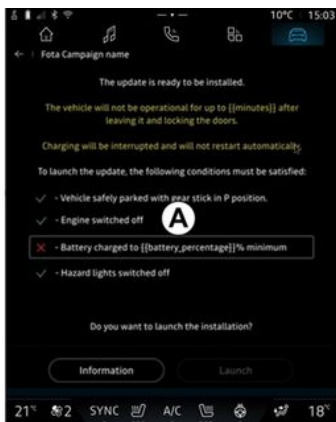 10°C 15:03
Fota Campaign name
The update is ready to be installed.
The vehicle will not be operational for up to {{minutes}} after
leaving it and locking the doors.
Charging will be interrupted and will not restart automatically.
To launch the update, the following conditions must be satisfied:
- Vehicle safely parked with gear stick in P position.
- Engine switched off
A
- Battery charged to {{battery_percentage}}% minimum
- Hazard lights switched off
Do you want to launch the installation?
Information Launch
21°c 2 SYNC A/C 18°c